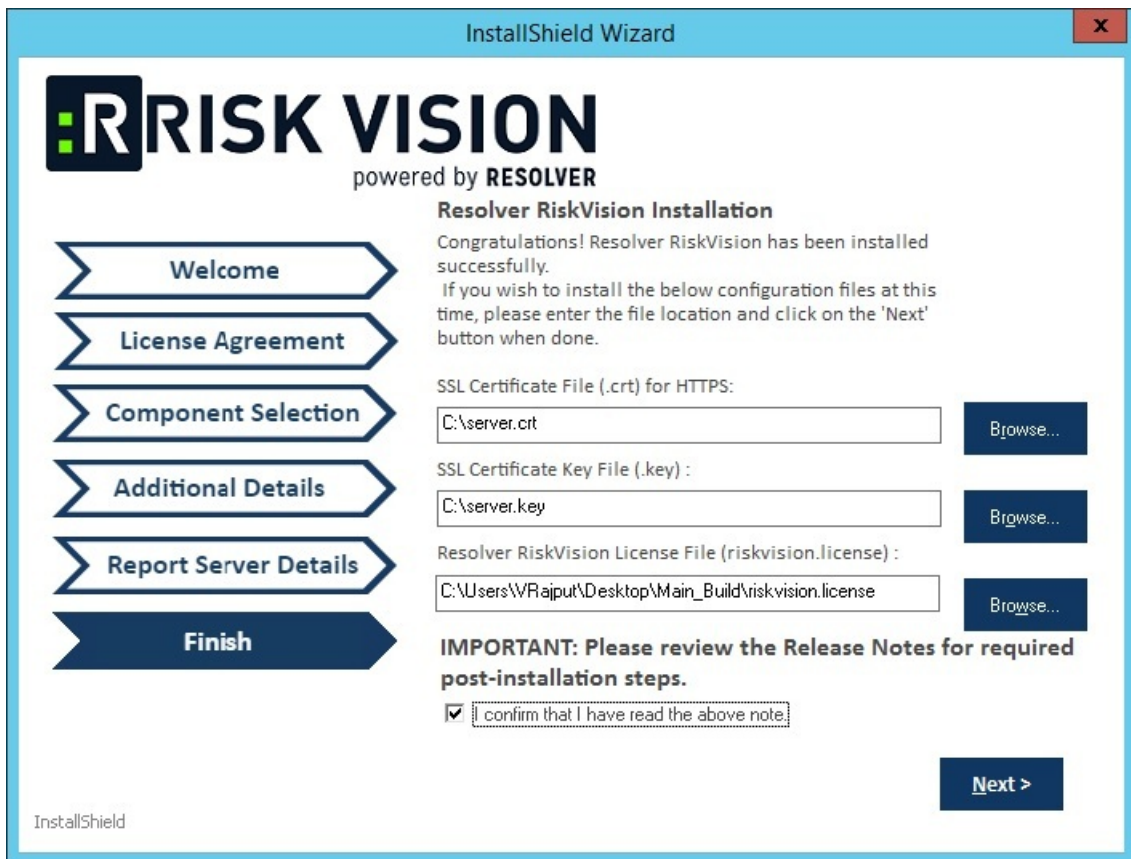 InstallShield Wizard
x
:R RISK VISION
powered by RESOLVER
Resolver RiskVision Installation
Congratulations! Resolver RiskVision has been installed
successfully.
If you wish to install the below configuration files at this
time, please enter the file location and click on the 'Next'
button when done.
Welcome
License Agreement
Component Selection
Additional Details
Report Server Details
Finish
SSL Certificate File (.crt) for HTTPS:
C:\server.crt
Browse...
SSL Certificate Key File (.key) :
C:\server.key
Browse...
Resolver RiskVision License File (riskvision.license) :
C:\Users\VRajput\Desktop\Main_Build\riskvision.license
Browse...
IMPORTANT: Please review the Release Notes for required
post-installation steps.
I confirm that I have read the above note.
Next >
InstallShield